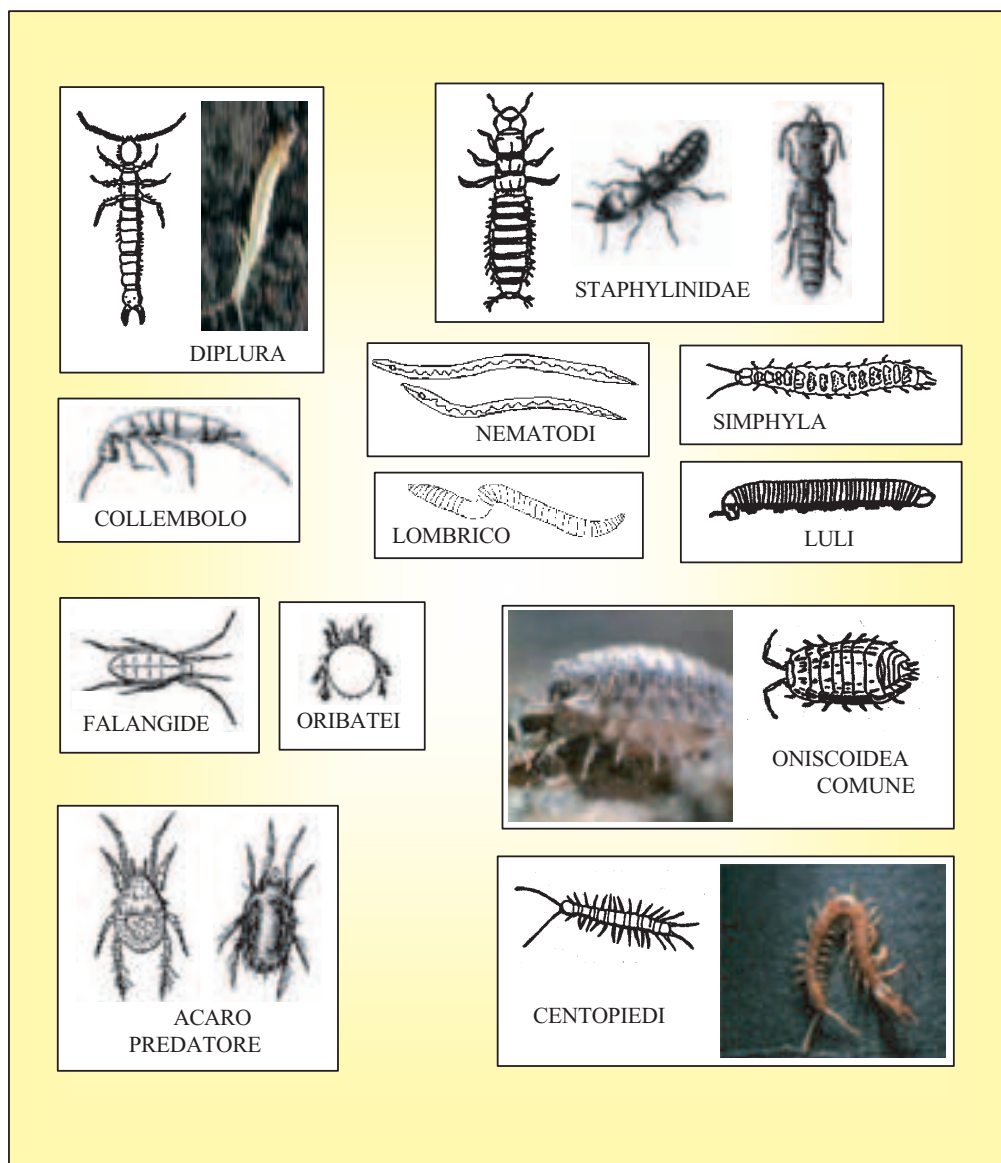 DIPLURA
STAPHYLINIDAE
NEMATODI
SIMPHYLA
COLLEMBOLO
LOMBRICO
LULI
FALANGIDE
ORIBATEI
ONISCOIDEA
COMUNE
ACARO
PREDATORE
CENTOPIEDI